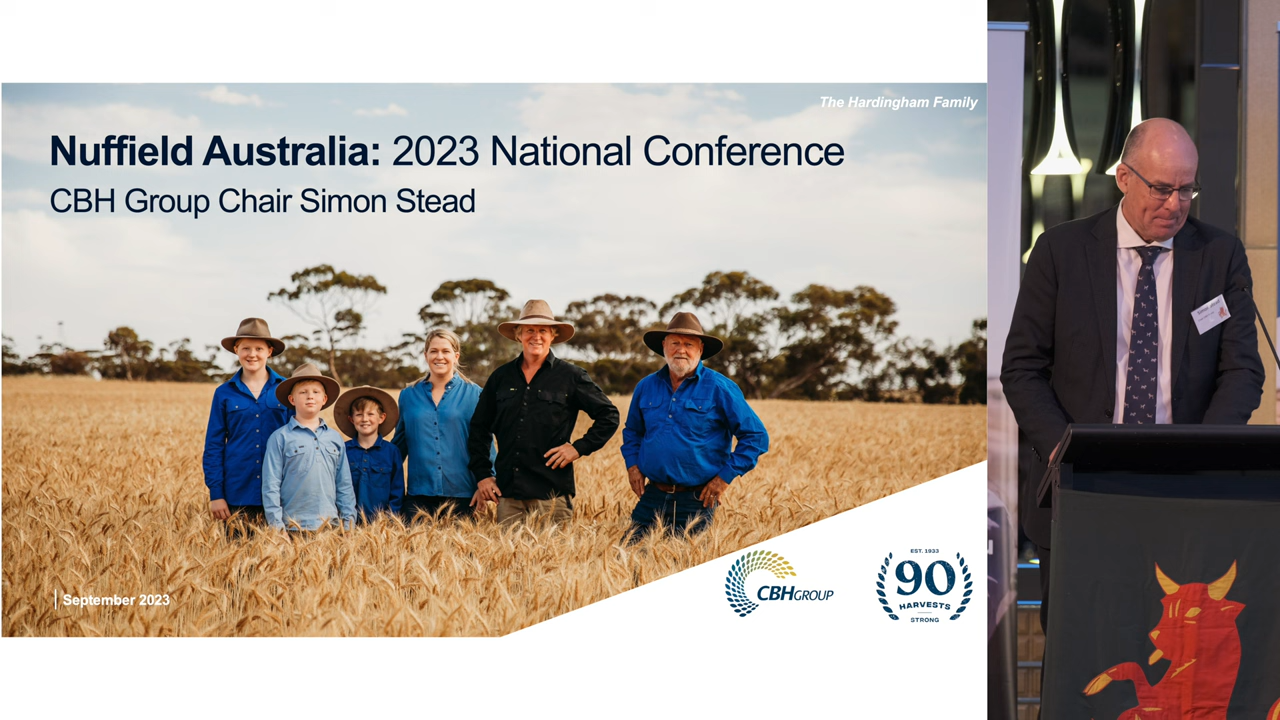 The Hardingham Family
Nuffield Australia: 2023 National Conference
CBH Group Chair Simon Stead
September 2023
CBHGROUP
EST. 1933
90
HARVESTS
STRONG